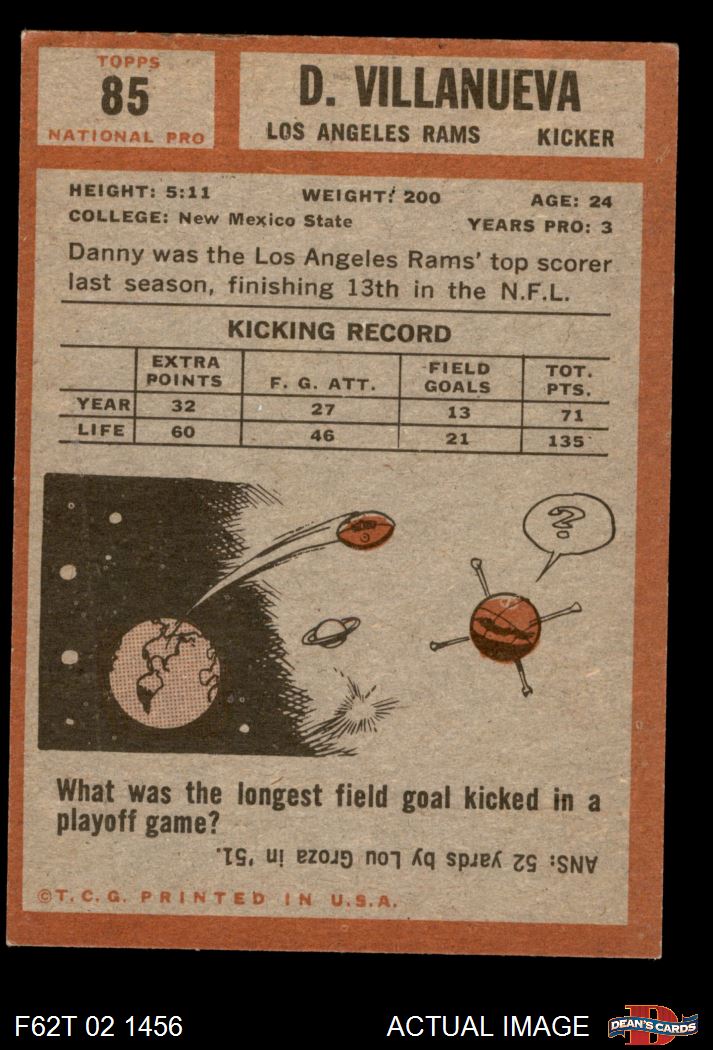 TOPPS
85
NATIONAL PRO
D. VILLANUEVA
LOS ANGELES RAMS KICKER
HEIGHT: 5:11 WEIGHT: 200 AGE: 24
COLLEGE: New Mexico State YEARS PRO: 3
Danny was the Los Angeles Rams' top scorer
last season, finishing 13th in the N.F.L.
KICKING RECORD
EXTRA POINTS F. G. ATT. FIELD GOALS TOT. PTS.
YEAR 32 27 13 71
LIFE 60 46 21 135
?
What was the longest field goal kicked in a
playoff game?
ANS: 52 yards by Lou Groza in '51.
©T.C.G. PRINTED IN U.S.A.
F62T 02 1456 ACTUAL IMAGE
D
DEAN'S CARDS